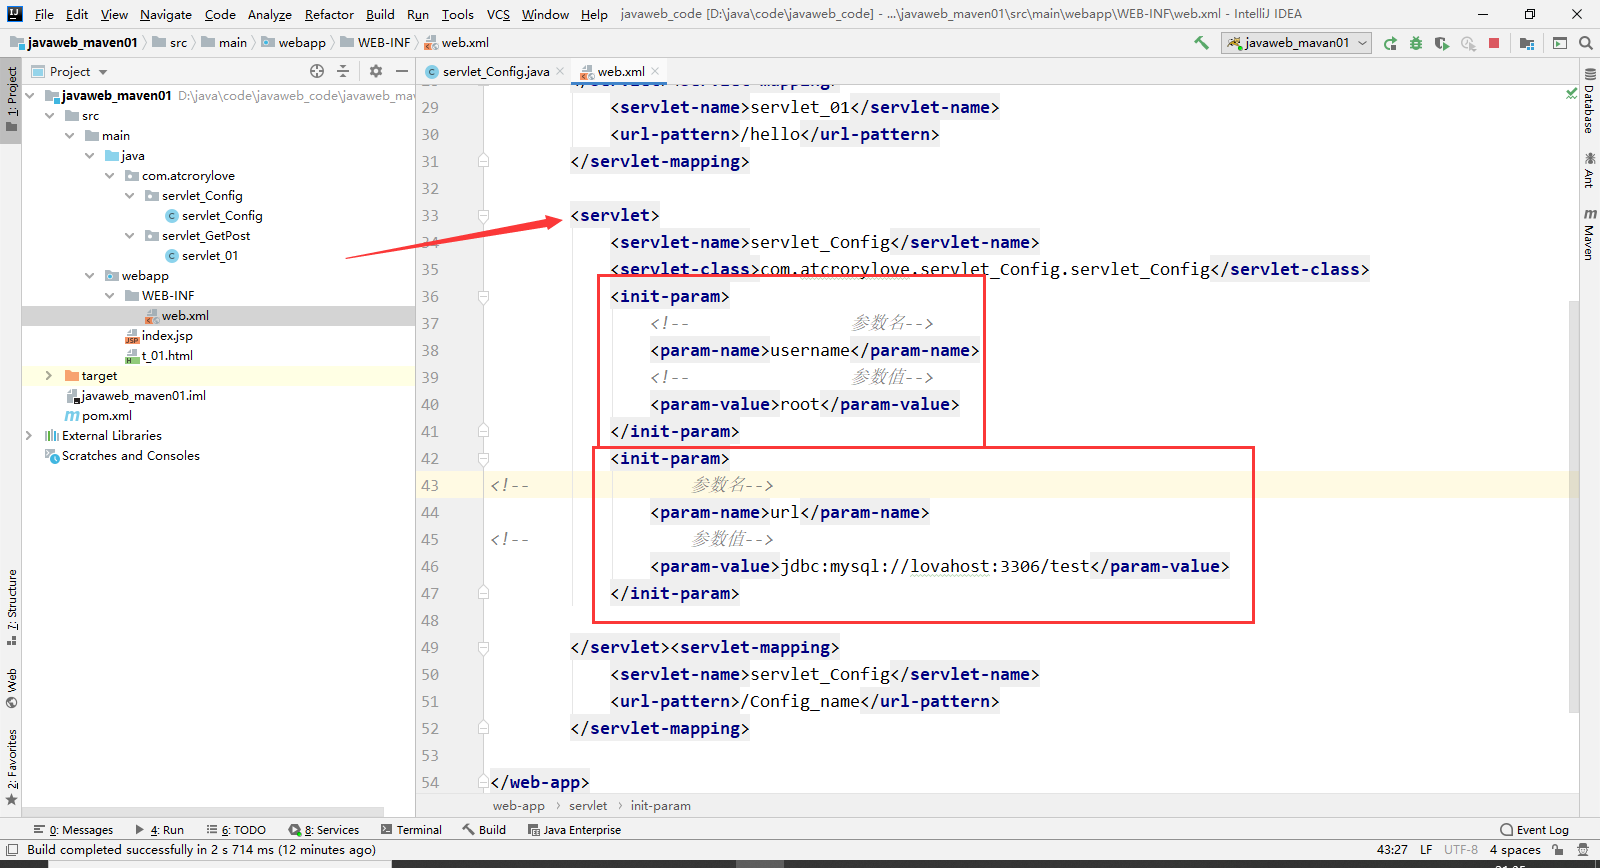 File Edit View Navigate Code Analyze Refactor Build Run Tools VCS Window Help javaweb_code [D:\java\code\javaweb_code] - ...\javaweb_maven01\src\main\webapp\WEB-INF\web.xml - IntelliJ IDEA
javaweb_maven01 src main webapp WEB-INF web.xml javaweb_mavan01
Project servlet_Config.java web.xml
javaweb_maven01 D:\java\code\javaweb_code\javaweb_ma
src
main
java
com.atcrorylove
servlet_Config
servlet_Config
servlet_GetPost
servlet_01
webapp
WEB-INF
web.xml
index.jsp
t_01.html
target
javaweb_maven01.iml
pom.xml
External Libraries
Scratches and Consoles
1: Project
7: Structure
Web
2: Favorites
29 <servlet-name>servlet_01</servlet-name>
30 <url-pattern>/hello</url-pattern>
31 </servlet-mapping>
32
33 <servlet>
34 <servlet-name>servlet_Config</servlet-name>
35 <servlet-class>com.atcrorylove.servlet_Config.servlet_Config</servlet-class>
36 <init-param>
37 <!-- 参数名-->
38 <param-name>username</param-name>
39 <!-- 参数值-->
40 <param-value>root</param-value>
41 </init-param>
42 <init-param>
43 <!-- 参数名-->
44 <param-name>url</param-name>
45 <!-- 参数值-->
46 <param-value>jdbc:mysql://lovahost:3306/test</param-value>
47 </init-param>
48
49 </servlet><servlet-mapping>
50 <servlet-name>servlet_Config</servlet-name>
51 <url-pattern>/Config_name</url-pattern>
52 </servlet-mapping>
53
54 </web-app>
web-app › servlet › init-param
Database
Ant
Maven
0: Messages 4: Run 6: TODO 8: Services Terminal Build Java Enterprise Event Log
Build completed successfully in 2 s 714 ms (12 minutes ago) 43:27 LF UTF-8 4 spaces